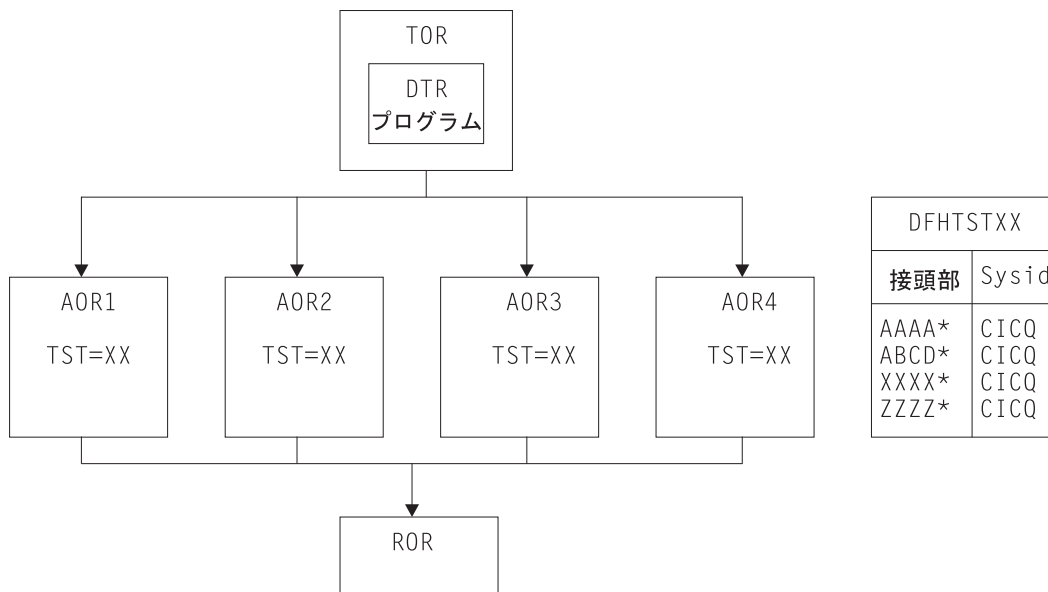 TOR
DTR
プログラム
AOR1
TST=XX
AOR2
TST=XX
AOR3
TST=XX
AOR4
TST=XX
DFHTSTXX
接頭部 Sysid
AAAA* CICQ
ABCD* CICQ
XXXX* CICQ
ZZZZ* CICQ
ROR